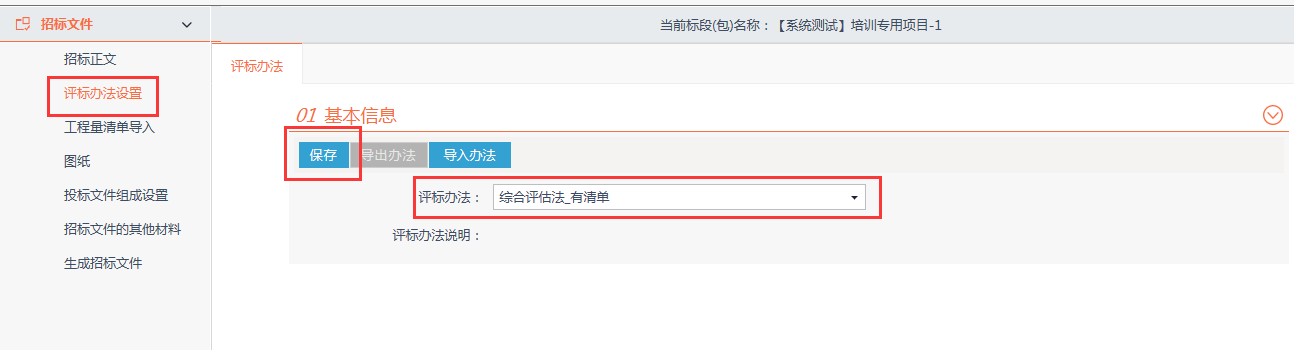 招标文件
当前标段(包)名称：【系统测试】培训专用项目-1
招标正文
评标办法设置
工程量清单导入
图纸
投标文件组成设置
招标文件的其他材料
生成招标文件
评标办法
01 基本信息
保存 导出办法 导入办法
评标办法： 综合评估法_有清单
评标办法说明：